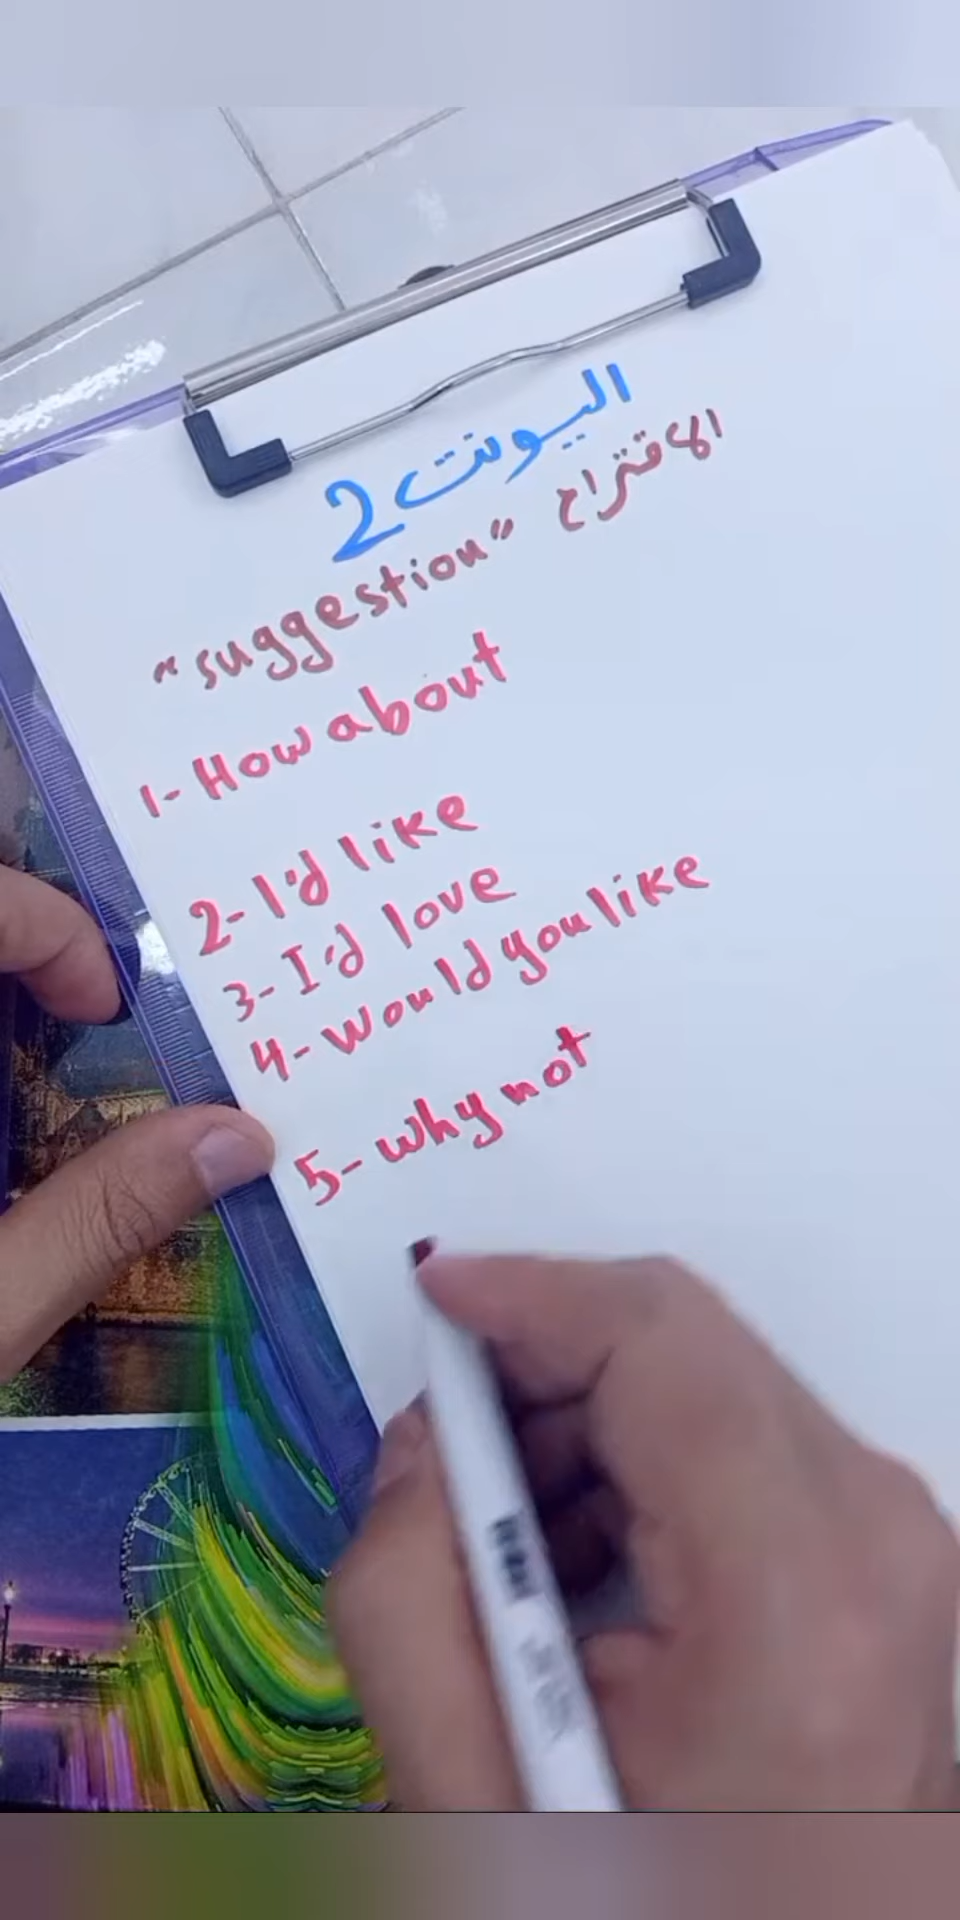 اليونت 2
الاقتراح "suggestion"
1- How about
2- I'd like
3- I'd love
4- Would you like
5- why not